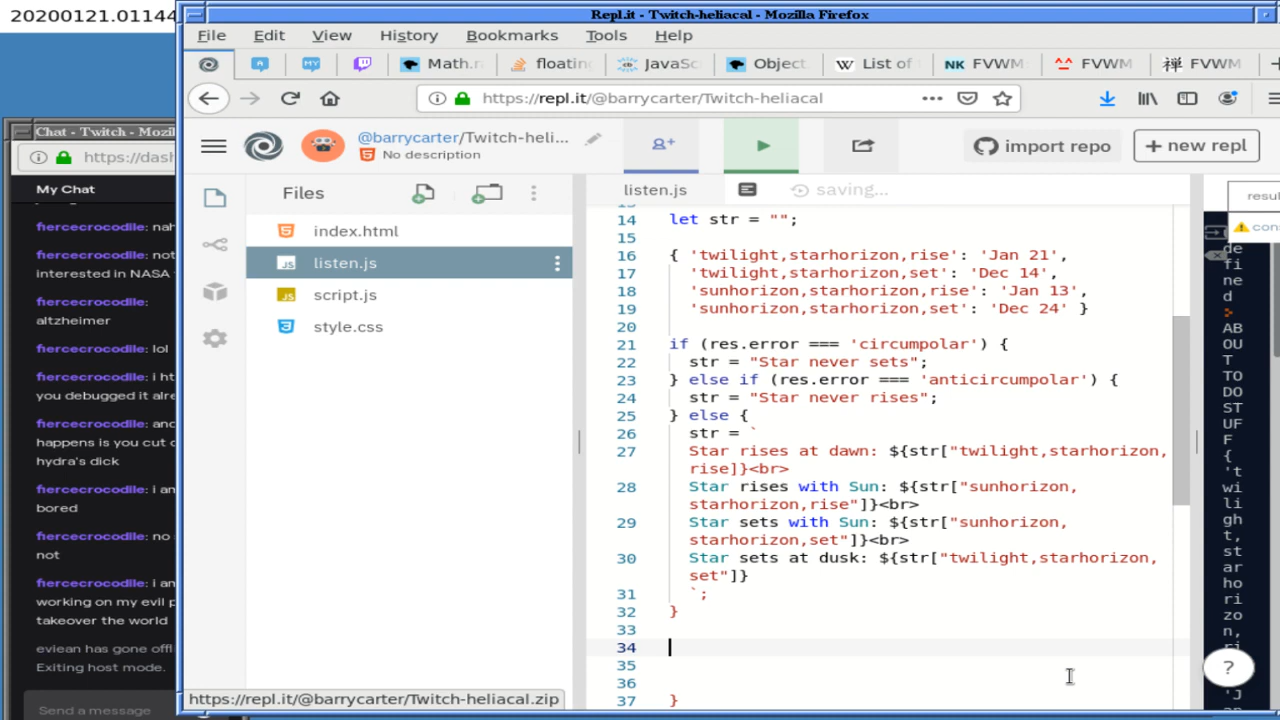 20200121.01144
Repl.it - Twitch-heliacal - Mozilla Firefox
File Edit View History Bookmarks Tools Help
Math.r floatin JavaSc Object. W List of NK FVWM FVWM 禅 FVWM
https://repl.it/@barrycarter/Twitch-heliacal
Chat - Twitch - Mozil
https://dash
My Chat
fiercecrocodile: nah
fiercecrocodile: not
interested in NASA
fiercecrocodile:
altzheimer
fiercecrocodile: lol
fiercecrocodile: i ht
you debugged it alre
fiercecrocodile: and
happens is you cut o
hydra's dick
fiercecrocodile: i am
bored
fiercecrocodile: no
not
fiercecrocodile: i am
working on my evil p
takeover the world
eviean has gone offl
Exiting host mode.
Send a message
@barrycarter/Twitch-heli...
No description
import repo
+ new repl
Files
index.html
listen.js
script.js
style.css
https://repl.it/@barrycarter/Twitch-heliacal.zip
listen.js saving...
14 let str = "";
15
16 { 'twilight,starhorizon,rise': 'Jan 21',
17 'twilight,starhorizon,set': 'Dec 14',
18 'sunhorizon,starhorizon,rise': 'Jan 13',
19 'sunhorizon,starhorizon,set': 'Dec 24' }
20
21 if (res.error === 'circumpolar') {
22 str = "Star never sets";
23 } else if (res.error === 'anticircumpolar') {
24 str = "Star never rises";
25 } else {
26 str = `
27 Star rises at dawn: ${str["twilight,starhorizon,
rise]}<br>
28 Star rises with Sun: ${str["sunhorizon,
starhorizon,rise"]}<br>
29 Star sets with Sun: ${str["sunhorizon,
starhorizon,set"]}<br>
30 Star sets at dusk: ${str["twilight,starhorizon,
set"]}
31 `;
32 }
33
34
35
36
37 }
resul
cons
de
fi
ne
d
>
AB
OU
T
TO
DO
ST
UF
F
{
't
wi
li
gh
t,
st
ar
ho
ri
zo
n,
ri
?
'J